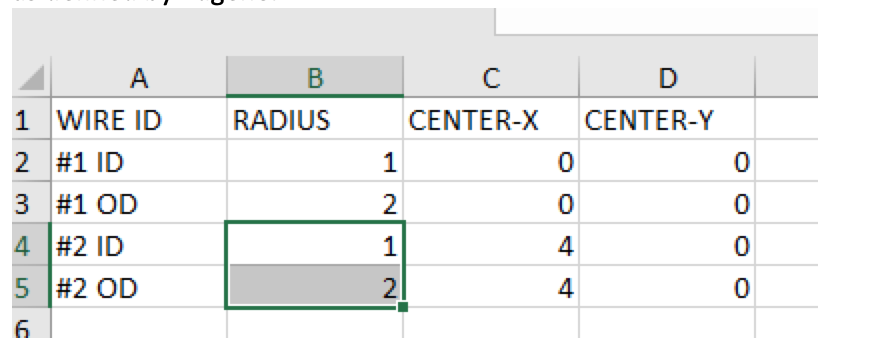 A B C D
1 WIRE ID RADIUS CENTER-X CENTER-Y
2 #1 ID 1 0 0
3 #1 OD 2 0 0
4 #2 ID 1 4 0
5 #2 OD 2 4 0
6